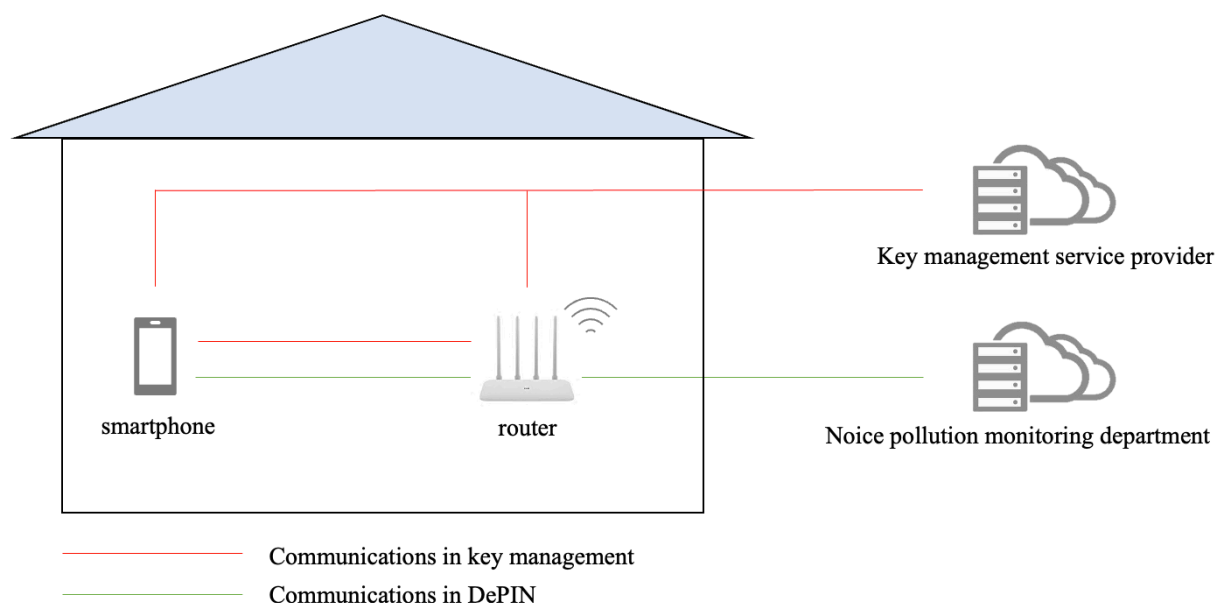 Key management service provider
smartphone
router
Noice pollution monitoring department
Communications in key management
Communications in DePIN